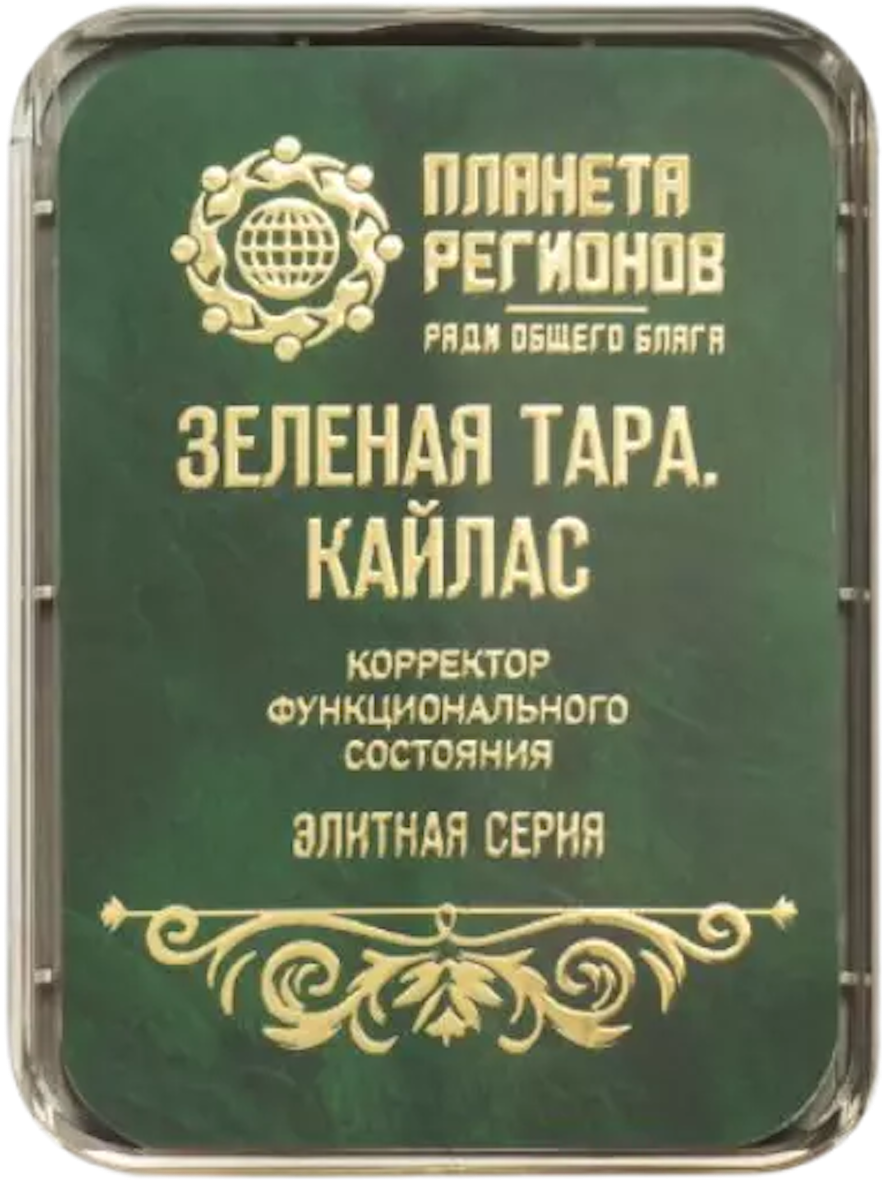 ПЛАНЕТА
РЕГИОНОВ
РАДИ ОБЩЕГО БЛАГА
ЗЕЛЕНАЯ ТАРА.
КАЙЛАС
КОРРЕКТОР
ФУНКЦИОНАЛЬНОГО
СОСТОЯНИЯ
ЭЛИТНАЯ СЕРИЯ